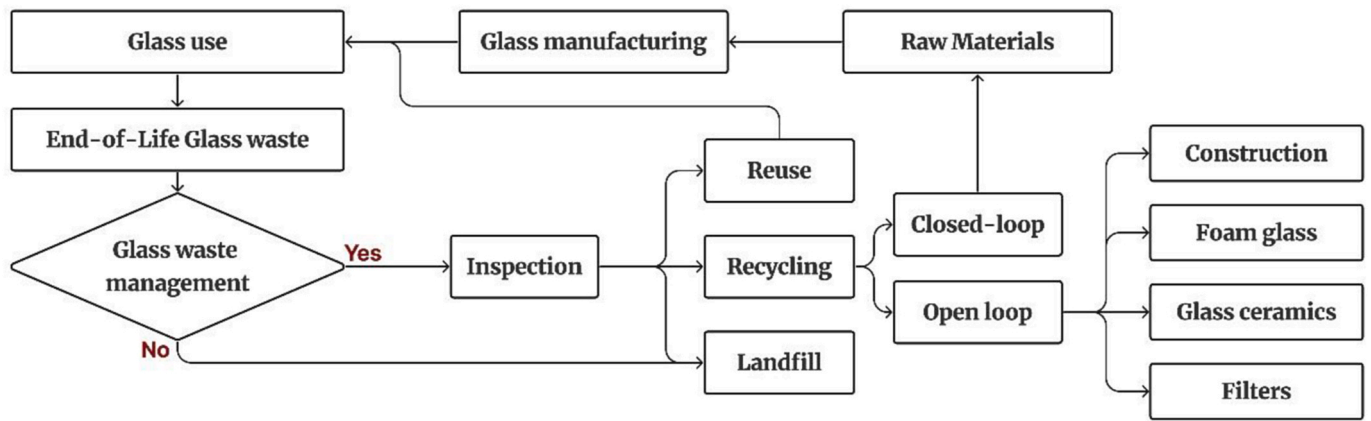 Glass use
Glass manufacturing
Raw Materials
End-of-Life Glass waste
Construction
Reuse
Closed-loop
Foam glass
Glass waste
management
Yes
Inspection
Recycling
Open loop
Glass ceramics
No
Landfill
Filters